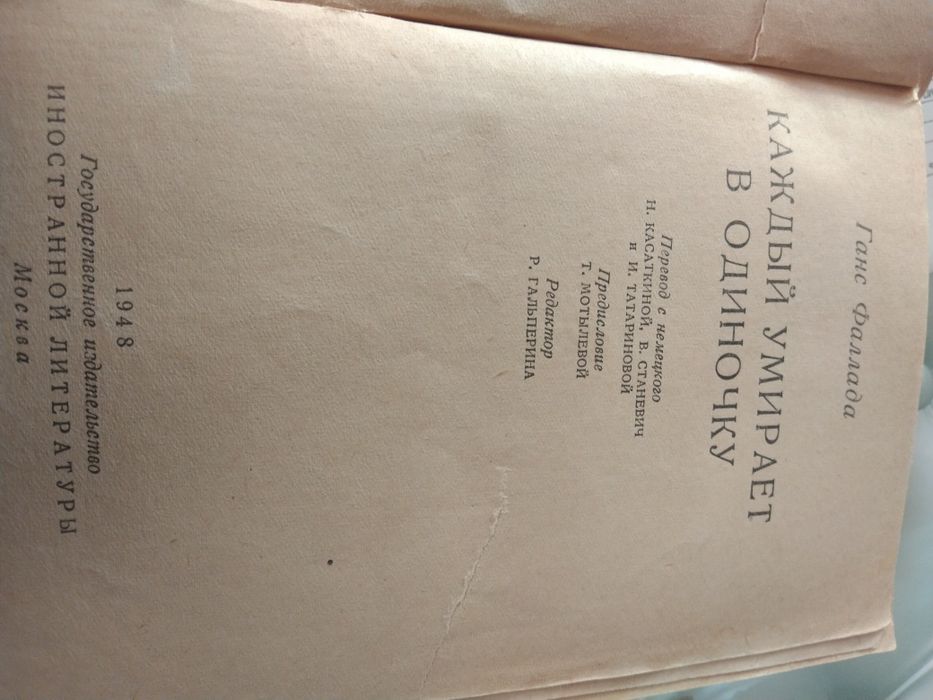 Ганс Фаллада
КАЖДЫЙ УМИРАЕТ
В ОДИНОЧКУ
Перевод с немецкого
Н. КАСАТКИНОЙ, В. СТАНЕВИЧ
и И. ТАТАРИНОВОЙ
Предисловие
Т. МОТЫЛЕВОЙ
Редактор
Р. ГАЛЬПЕРИНА
1948
Государственное издательство
ИНОСТРАННОЙ ЛИТЕРАТУРЫ
Москва